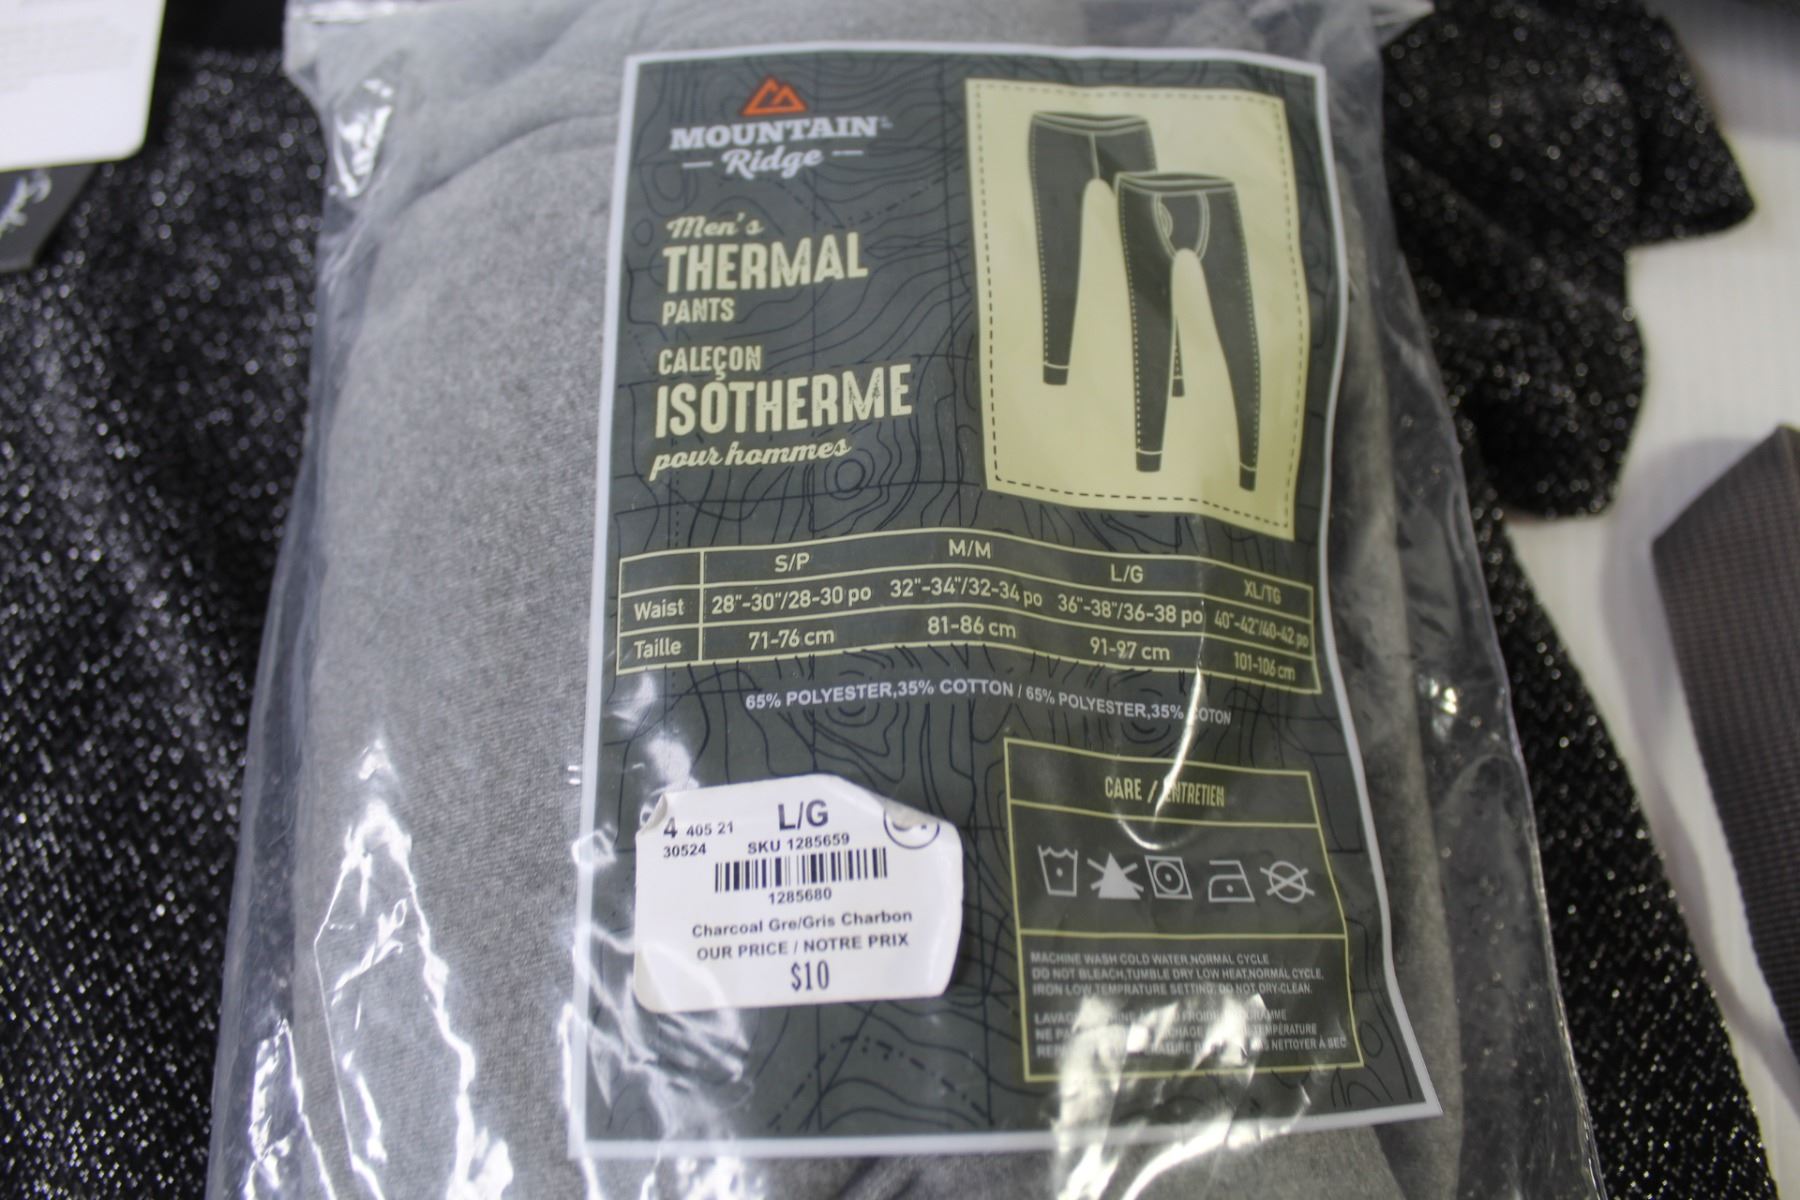 MOUNTAIN
Ridge
Men's
THERMAL
PANTS
CALEÇON
ISOTHERME
pour hommes
S/P M/M L/G XL/TG
Waist 28"-30"/28-30 po 32"-34"/32-34 po 36"-38"/36-38 po 40"-42"/40-42 po
Taille 71-76 cm 81-86 cm 91-97 cm 101-106 cm
65% POLYESTER,35% COTTON / 65% POLYESTER,35% COTON
CARE / ENTRETIEN
MACHINE WASH COLD WATER,NORMAL CYCLE
DO NOT BLEACH,TUMBLE DRY LOW HEAT,NORMAL CYCLE,
IRON LOW,TEMPRATURE SETTING, DO NOT DRY-CLEAN.
NE
TEMPÉRATURE
NETTOYER À SEC
4 405 21 L/G
30524 SKU 1285659
1285680
Charcoal Gre/Gris Charbon
OUR PRICE / NOTRE PRIX
$10